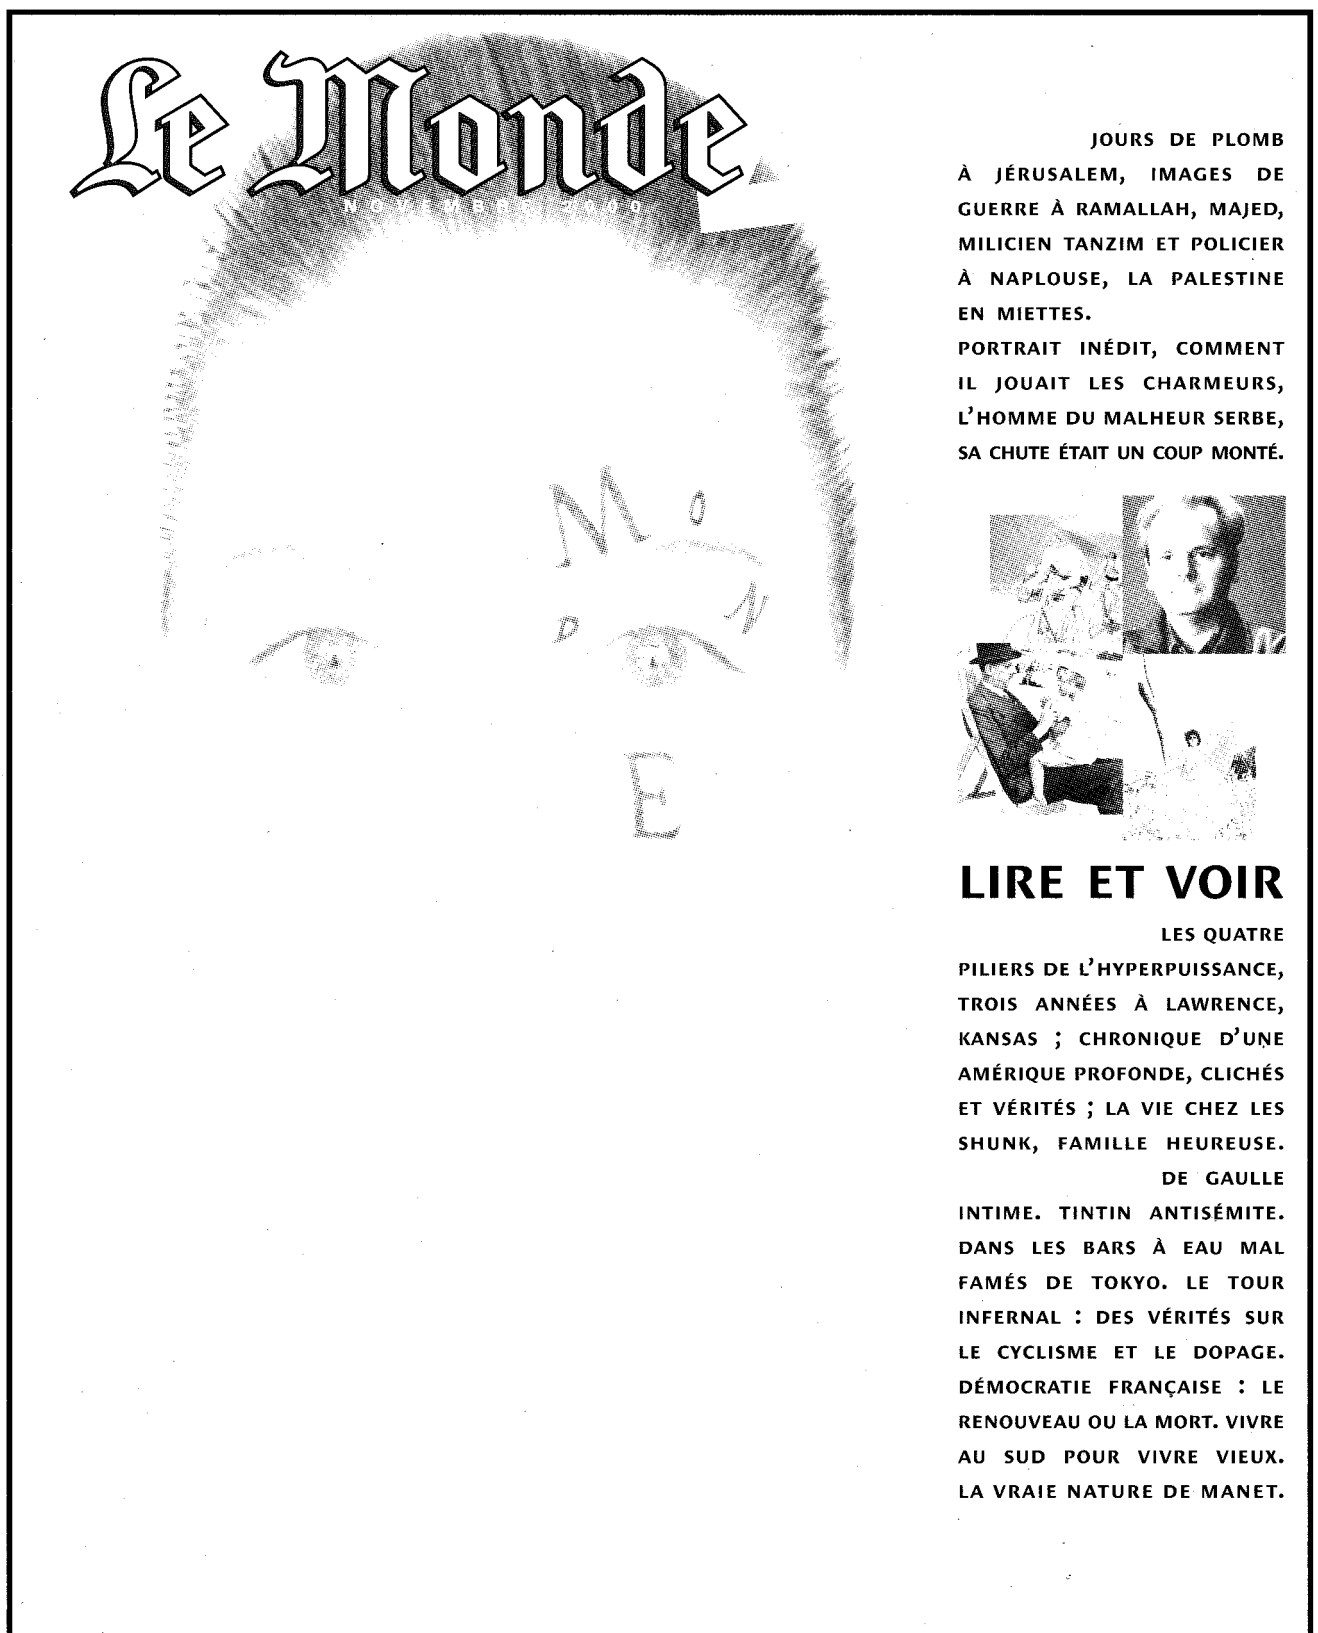 Le Monde
NOVEMBRE 2000
JOURS DE PLOMB
À JÉRUSALEM, IMAGES DE
GUERRE À RAMALLAH, MAJED,
MILICIEN TANZIM ET POLICIER
À NAPLOUSE, LA PALESTINE
EN MIETTES.
PORTRAIT INÉDIT, COMMENT
IL JOUAIT LES CHARMEURS,
L'HOMME DU MALHEUR SERBE,
SA CHUTE ÉTAIT UN COUP MONTÉ.
M O
N
D
E
LIRE ET VOIR
LES QUATRE
PILIERS DE L'HYPERPUISSANCE,
TROIS ANNÉES À LAWRENCE,
KANSAS ; CHRONIQUE D'UNE
AMÉRIQUE PROFONDE, CLICHÉS
ET VÉRITÉS ; LA VIE CHEZ LES
SHUNK, FAMILLE HEUREUSE.
DE GAULLE
INTIME. TINTIN ANTISÉMITE.
DANS LES BARS À EAU MAL
FAMÉS DE TOKYO. LE TOUR
INFERNAL : DES VÉRITÉS SUR
LE CYCLISME ET LE DOPAGE.
DÉMOCRATIE FRANÇAISE : LE
RENOUVEAU OU LA MORT. VIVRE
AU SUD POUR VIVRE VIEUX.
LA VRAIE NATURE DE MANET.